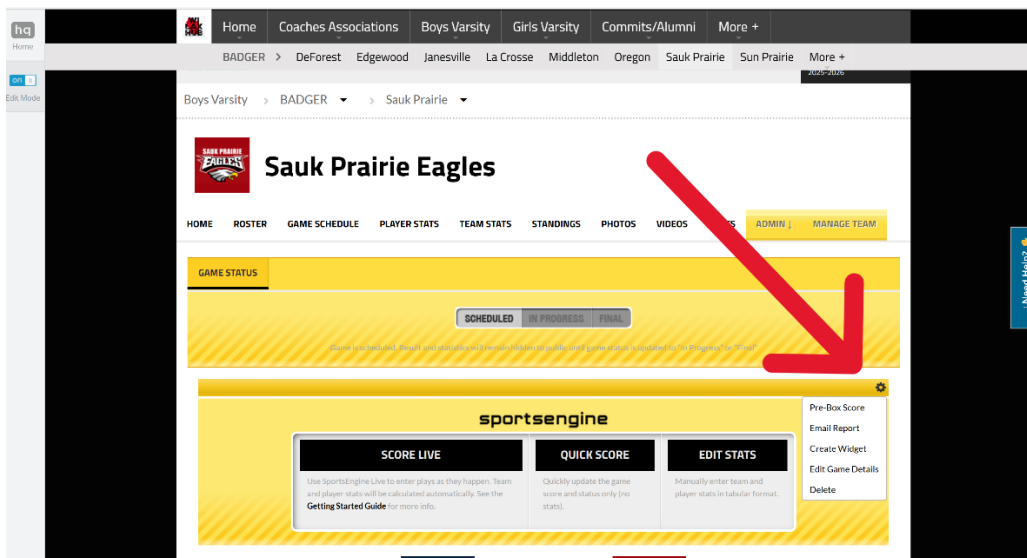 hq
Home
on
Edit Mode
Home Coaches Associations Boys Varsity Girls Varsity Commits/Alumni More +
BADGER > DeForest Edgewood Janesville La Crosse Middleton Oregon Sauk Prairie Sun Prairie More +
2025-2026
Boys Varsity > BADGER > Sauk Prairie
SAUK PRAIRIE
EAGLES
Sauk Prairie Eagles
HOME ROSTER GAME SCHEDULE PLAYER STATS TEAM STATS STANDINGS PHOTOS VIDEOS ADMIN ↓ MANAGE TEAM
Need Help?
GAME STATUS
SCHEDULED IN PROGRESS FINAL
Game is scheduled. Result and statistics will remain hidden to public until game status is updated to "In Progress" or "Final"
sportsengine
Pre-Box Score
Email Report
Create Widget
Edit Game Details
Delete
SCORE LIVE
Use SportsEngine Live to enter plays as they happen. Team
and player stats will be calculated automatically. See the
Getting Started Guide for more info.
QUICK SCORE
Quickly update the game
score and status only (no
stats).
EDIT STATS
Manually enter team and
player stats in tabular format.